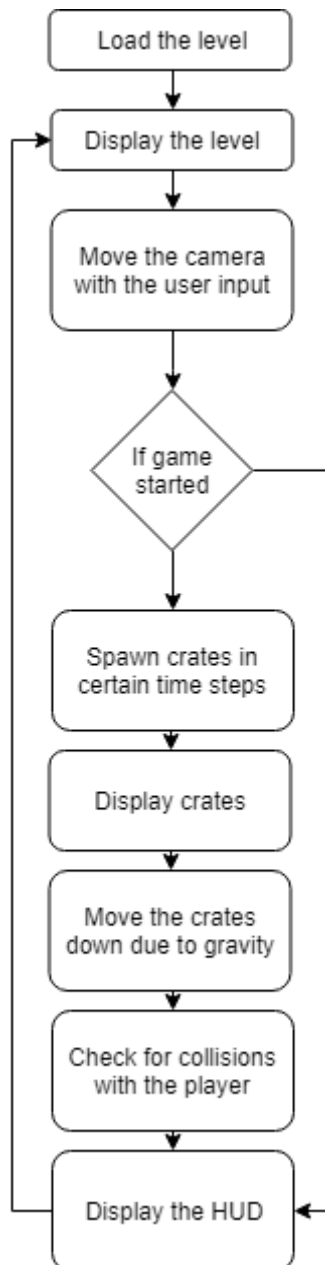 Load the level
Display the level
Move the camera
with the user input
If game
started
Spawn crates in
certain time steps
Display crates
Move the crates
down due to gravity
Check for collisions
with the player
Display the HUD